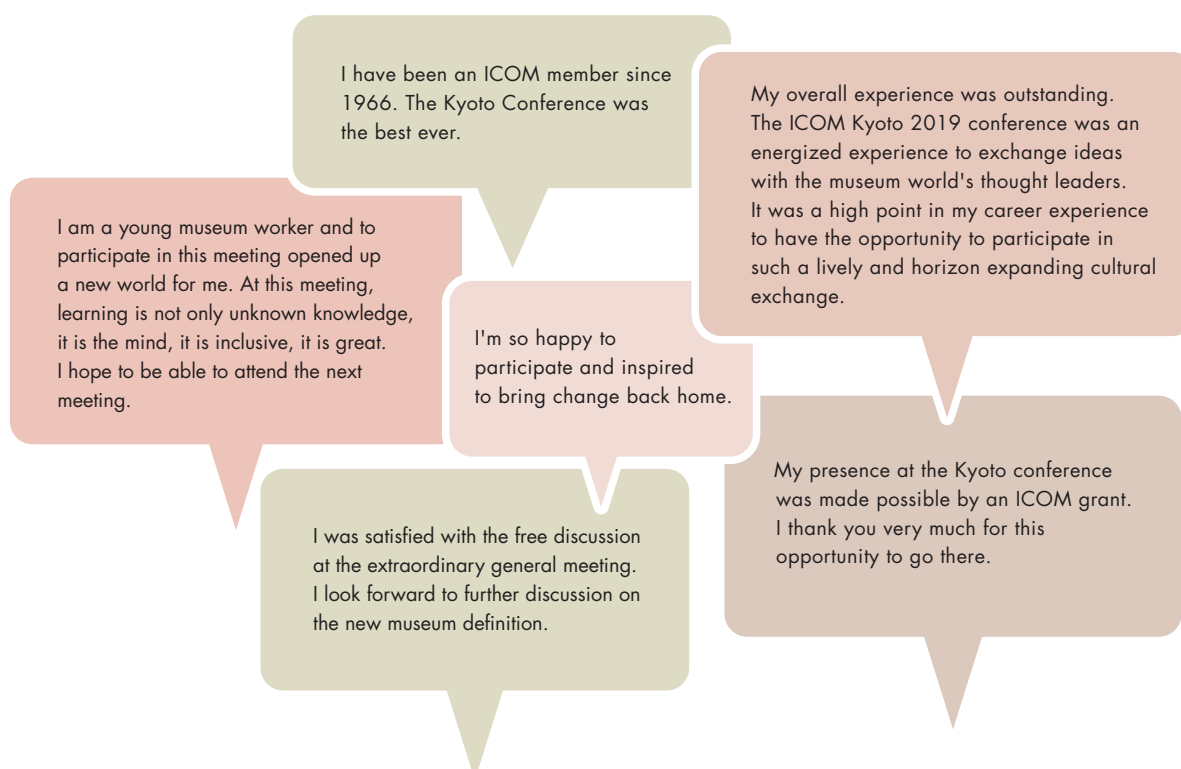 I have been an ICOM member since
1966. The Kyoto Conference was
the best ever.
My overall experience was outstanding.
The ICOM Kyoto 2019 conference was an
energized experience to exchange ideas
with the museum world's thought leaders.
It was a high point in my career experience
to have the opportunity to participate in
such a lively and horizon expanding cultural
exchange.
I am a young museum worker and to
participate in this meeting opened up
a new world for me. At this meeting,
learning is not only unknown knowledge,
it is the mind, it is inclusive, it is great.
I hope to be able to attend the next
meeting.
I'm so happy to
participate and inspired
to bring change back home.
My presence at the Kyoto conference
was made possible by an ICOM grant.
I thank you very much for this
opportunity to go there.
I was satisfied with the free discussion
at the extraordinary general meeting.
I look forward to further discussion on
the new museum definition.